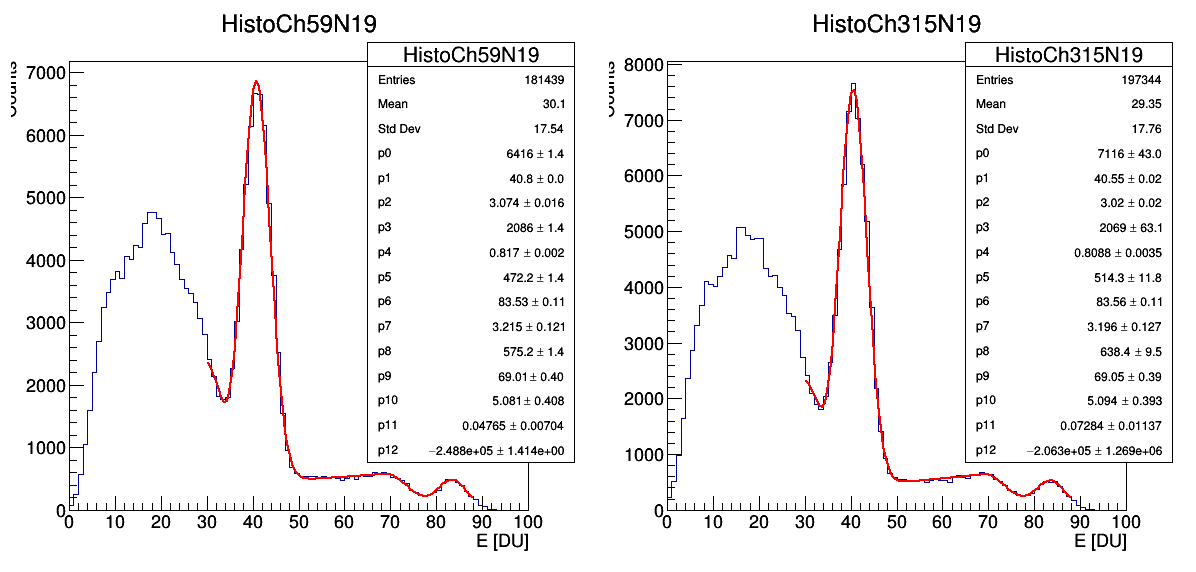 HistoCh59N19
HistoCh59N19
Entries 181439
Mean 30.1
Std Dev 17.54
p0 6416 ± 1.4
p1 40.8 ± 0.0
p2 3.074 ± 0.016
p3 2086 ± 1.4
p4 0.817 ± 0.002
p5 472.2 ± 1.4
p6 83.53 ± 0.11
p7 3.215 ± 0.121
p8 575.2 ± 1.4
p9 69.01 ± 0.40
p10 5.081 ± 0.408
p11 0.04765 ± 0.00704
p12 −2.488e+05 ± 1.414e+00
7000
6000
5000
4000
3000
2000
1000
0
0 10 20 30 40 50 60 70 80 90 100
E [DU]
HistoCh315N19
HistoCh315N19
Entries 197344
Mean 29.35
Std Dev 17.76
p0 7116 ± 43.0
p1 40.55 ± 0.02
p2 3.02 ± 0.02
p3 2069 ± 63.1
p4 0.8088 ± 0.0035
p5 514.3 ± 11.8
p6 83.56 ± 0.11
p7 3.196 ± 0.127
p8 638.4 ± 9.5
p9 69.05 ± 0.39
p10 5.094 ± 0.393
p11 0.07284 ± 0.01137
p12 −2.063e+05 ± 1.269e+06
8000
7000
6000
5000
4000
3000
2000
1000
0
0 10 20 30 40 50 60 70 80 90 100
E [DU]